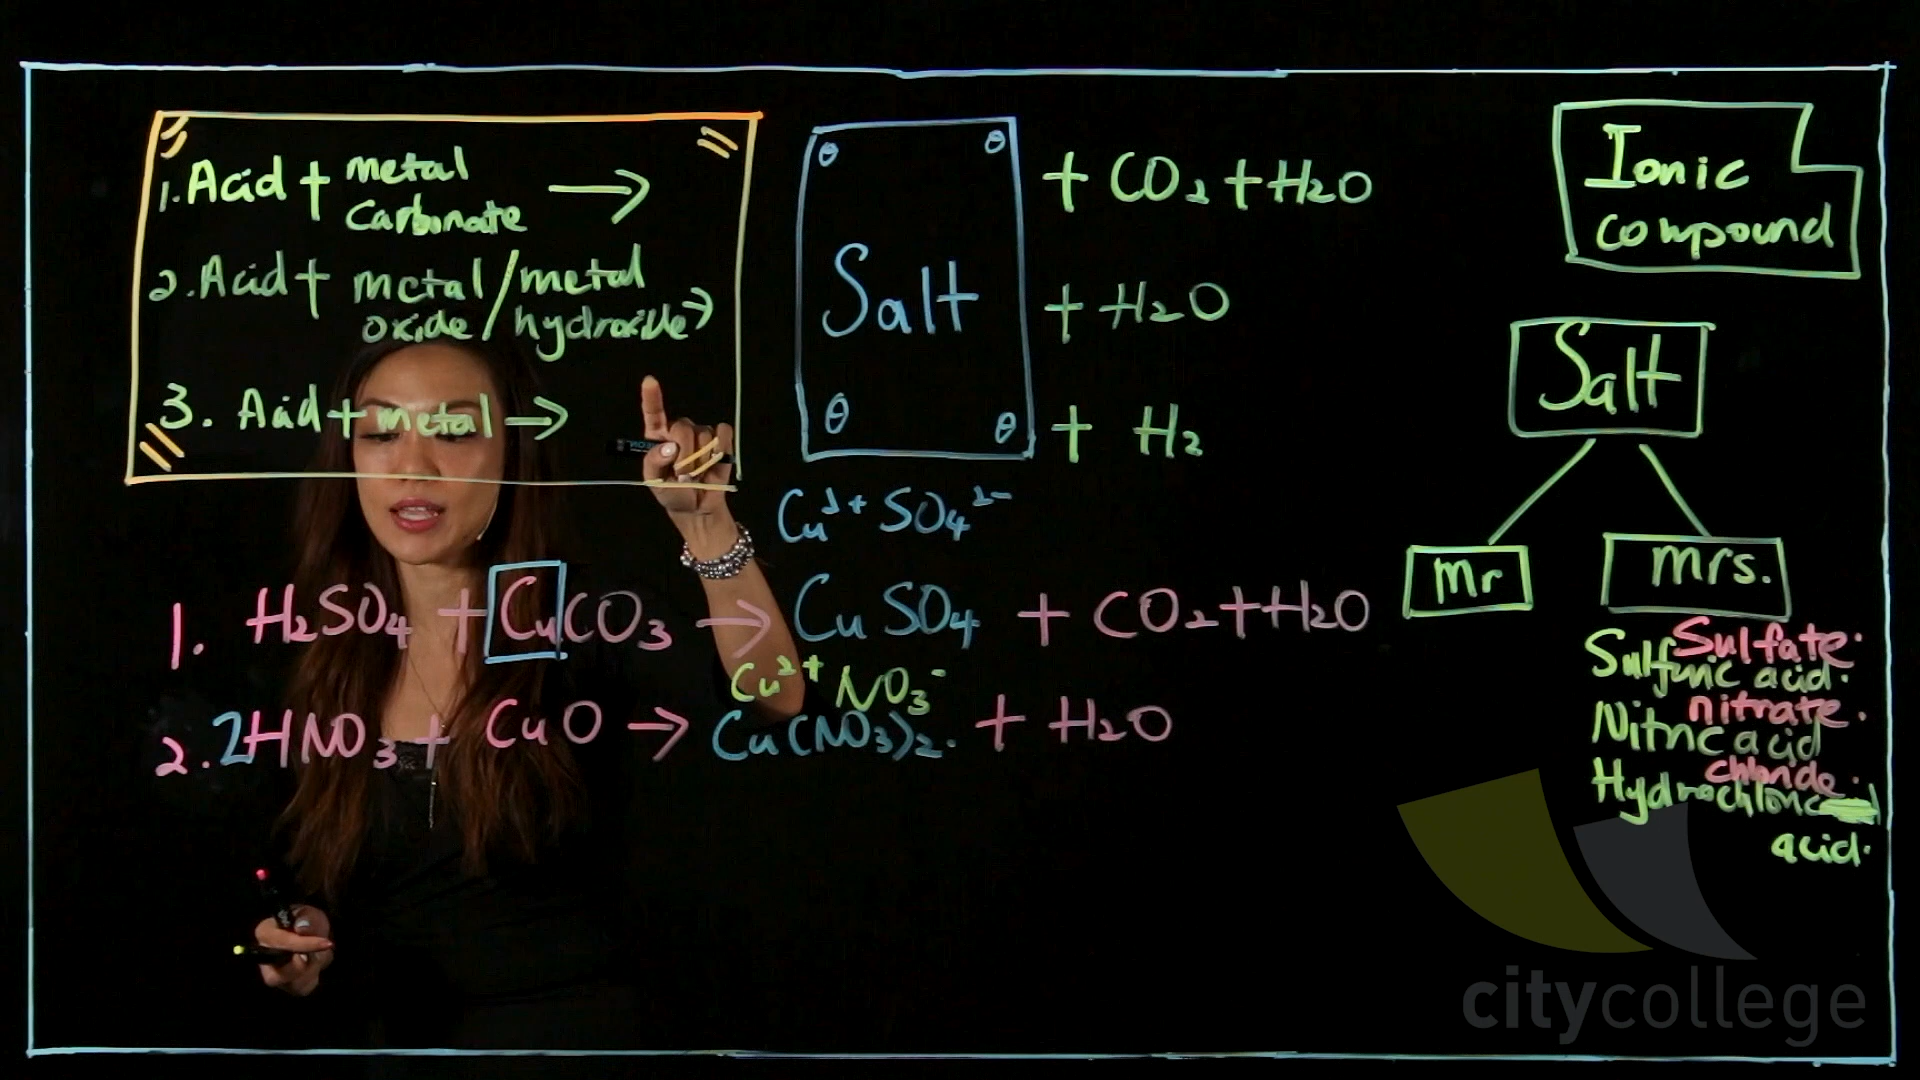 1. Acid + metal carbonate → Salt + CO₂ + H₂O
2. Acid + metal oxide / metal hydroxide → + H₂O
3. Acid + metal → + H₂
Cu²⁺ SO₄²⁻
1. H₂SO₄ + CuCO₃ → CuSO₄ + CO₂ + H₂O
Cu²⁺ NO₃⁻
2. 2HNO₃ + CuO → Cu(NO₃)₂. + H₂O
Ionic
compound
Salt
Mr
Mrs.
Sulfate.
Sulfuric acid.
nitrate.
Nitric acid
chloride.
Hydrochloric
acid.
citycollege